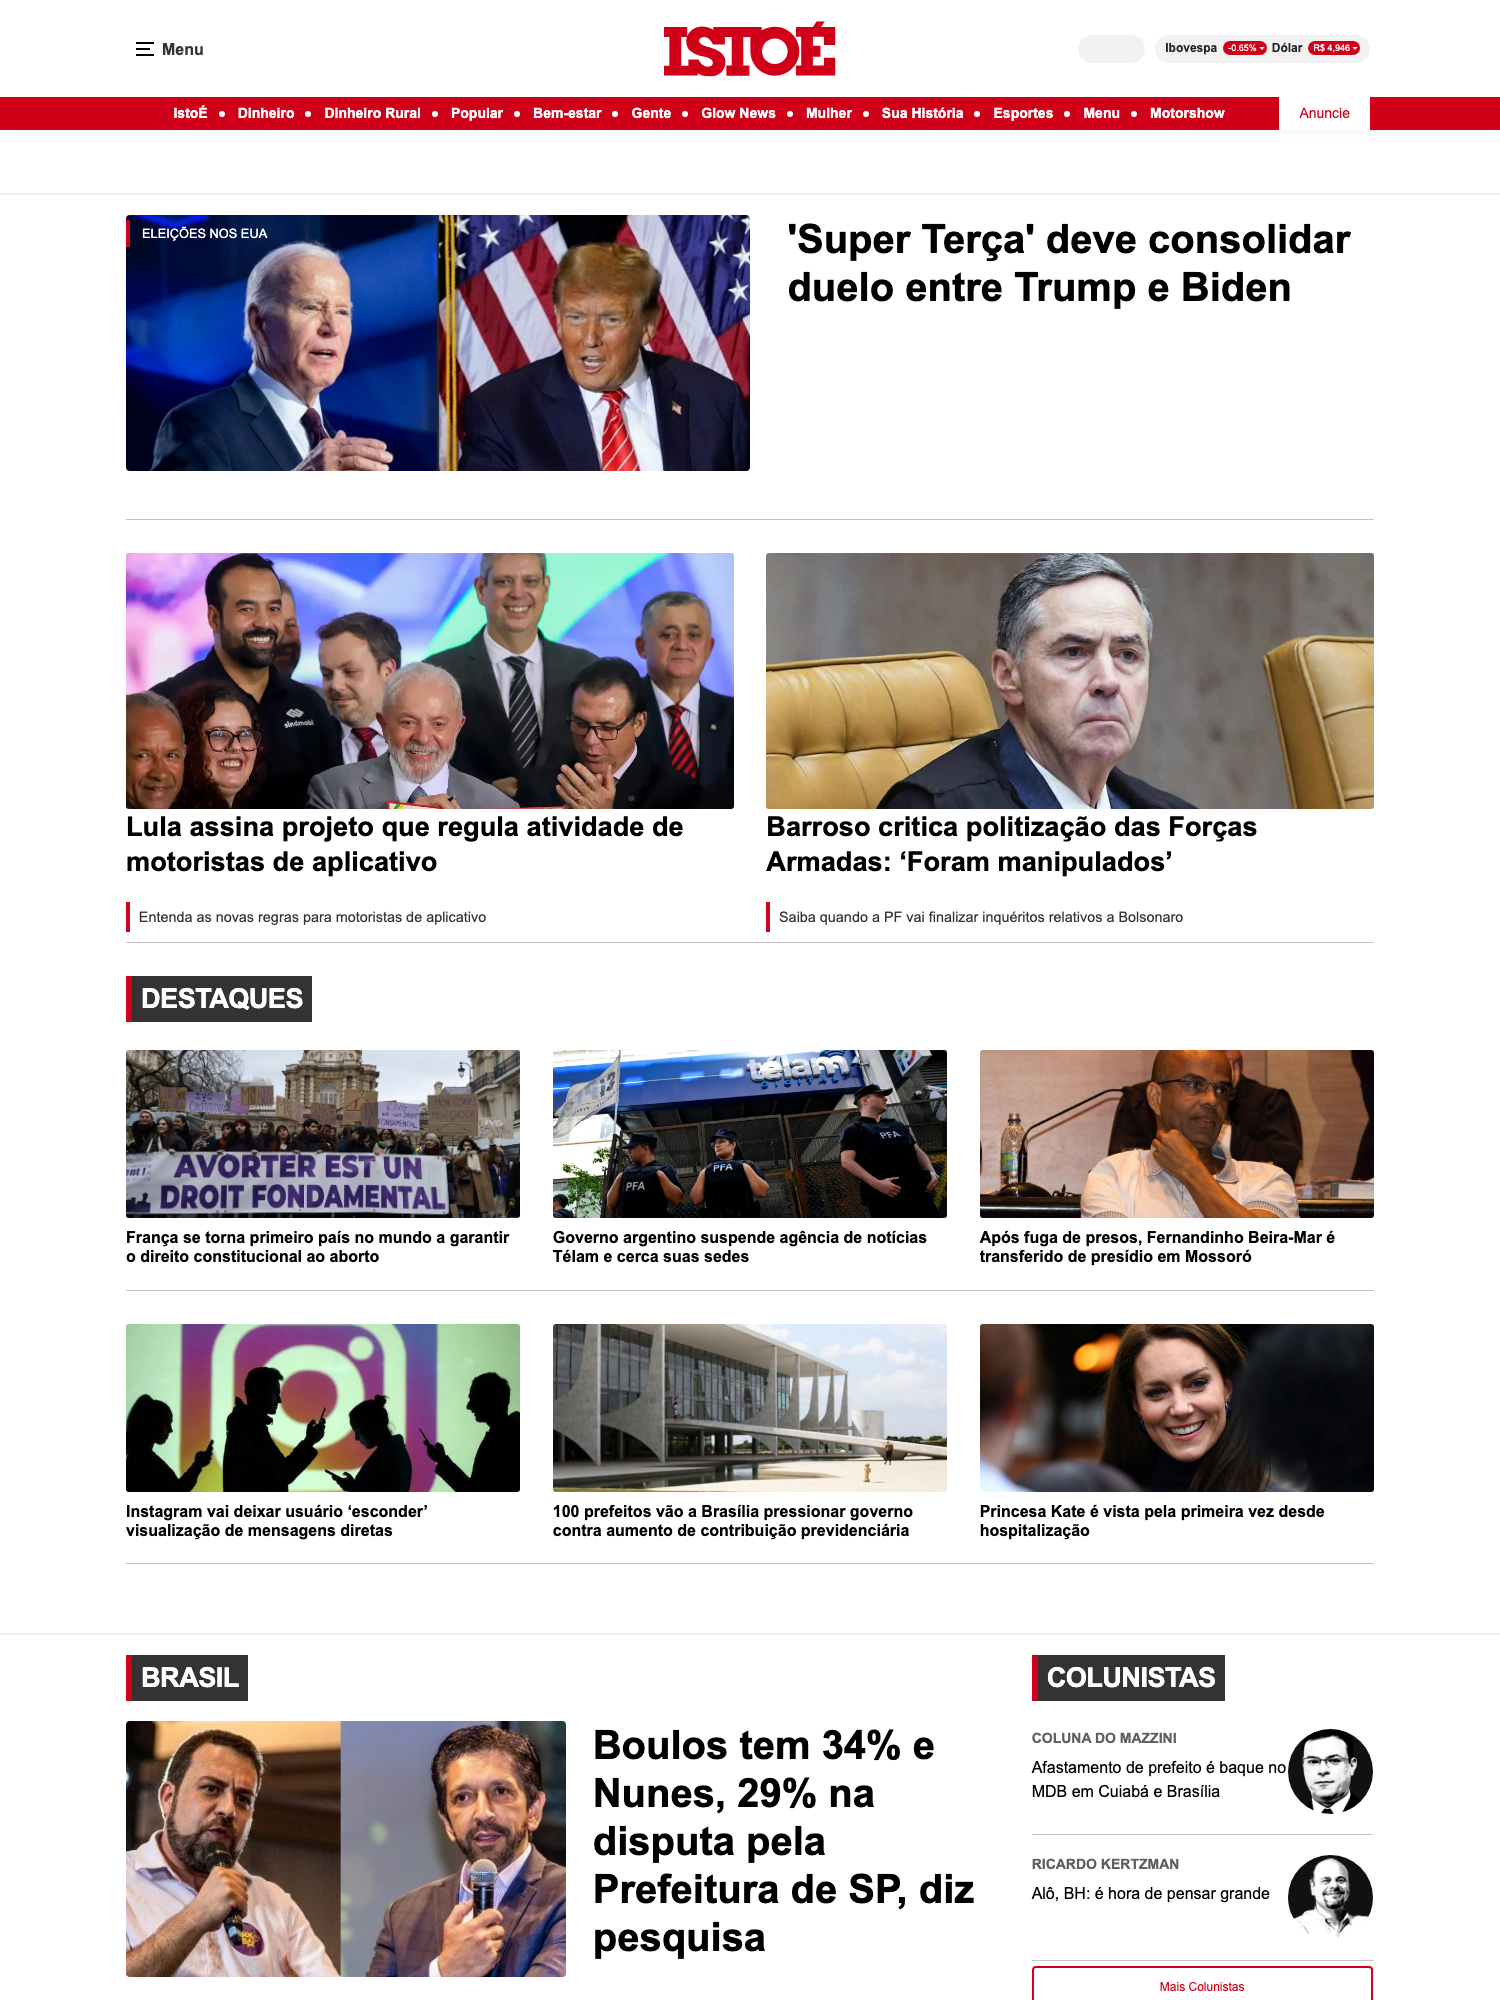 Menu
ISTOÉ
Ibovespa -0.65% Dólar R$ 4,946
IstoÉ • Dinheiro • Dinheiro Rural • Popular • Bem-estar • Gente • Glow News • Mulher • Sua História • Esportes • Menu • Motorshow
Anuncie
ELEIÇÕES NOS EUA
'Super Terça' deve consolidar
duelo entre Trump e Biden
sindmobi
Lula assina projeto que regula atividade de
motoristas de aplicativo
Entenda as novas regras para motoristas de aplicativo
Barroso critica politização das Forças
Armadas: ‘Foram manipulados’
Saiba quando a PF vai finalizar inquéritos relativos a Bolsonaro
DESTAQUES
AVORTER EST UN
DROIT FONDAMENTAL
França se torna primeiro país no mundo a garantir
o direito constitucional ao aborto
télam
DIGITAL
PFA
PFA
PFA
Governo argentino suspende agência de notícias
Télam e cerca suas sedes
Após fuga de presos, Fernandinho Beira-Mar é
transferido de presídio em Mossoró
Instagram vai deixar usuário ‘esconder’
visualização de mensagens diretas
100 prefeitos vão a Brasília pressionar governo
contra aumento de contribuição previdenciária
Princesa Kate é vista pela primeira vez desde
hospitalização
BRASIL
Boulos tem 34% e
Nunes, 29% na
disputa pela
Prefeitura de SP, diz
pesquisa
COLUNISTAS
COLUNA DO MAZZINI
Afastamento de prefeito é baque no
MDB em Cuiabá e Brasília
RICARDO KERTZMAN
Alô, BH: é hora de pensar grande
Mais Colunistas